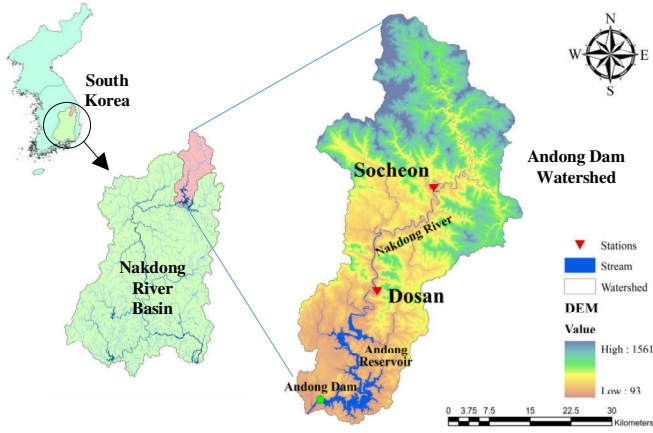 South
Korea
Nakdong
River
Basin
Socheon
Nakdong River
Dosan
Andong
Reservoir
Andong Dam
N
W
E
S
Andong Dam
Watershed
Stations
Stream
Watershed
DEM
Value
High : 1561
Low : 93
0 3.75 7.5 15 22.5 30
Kilometers